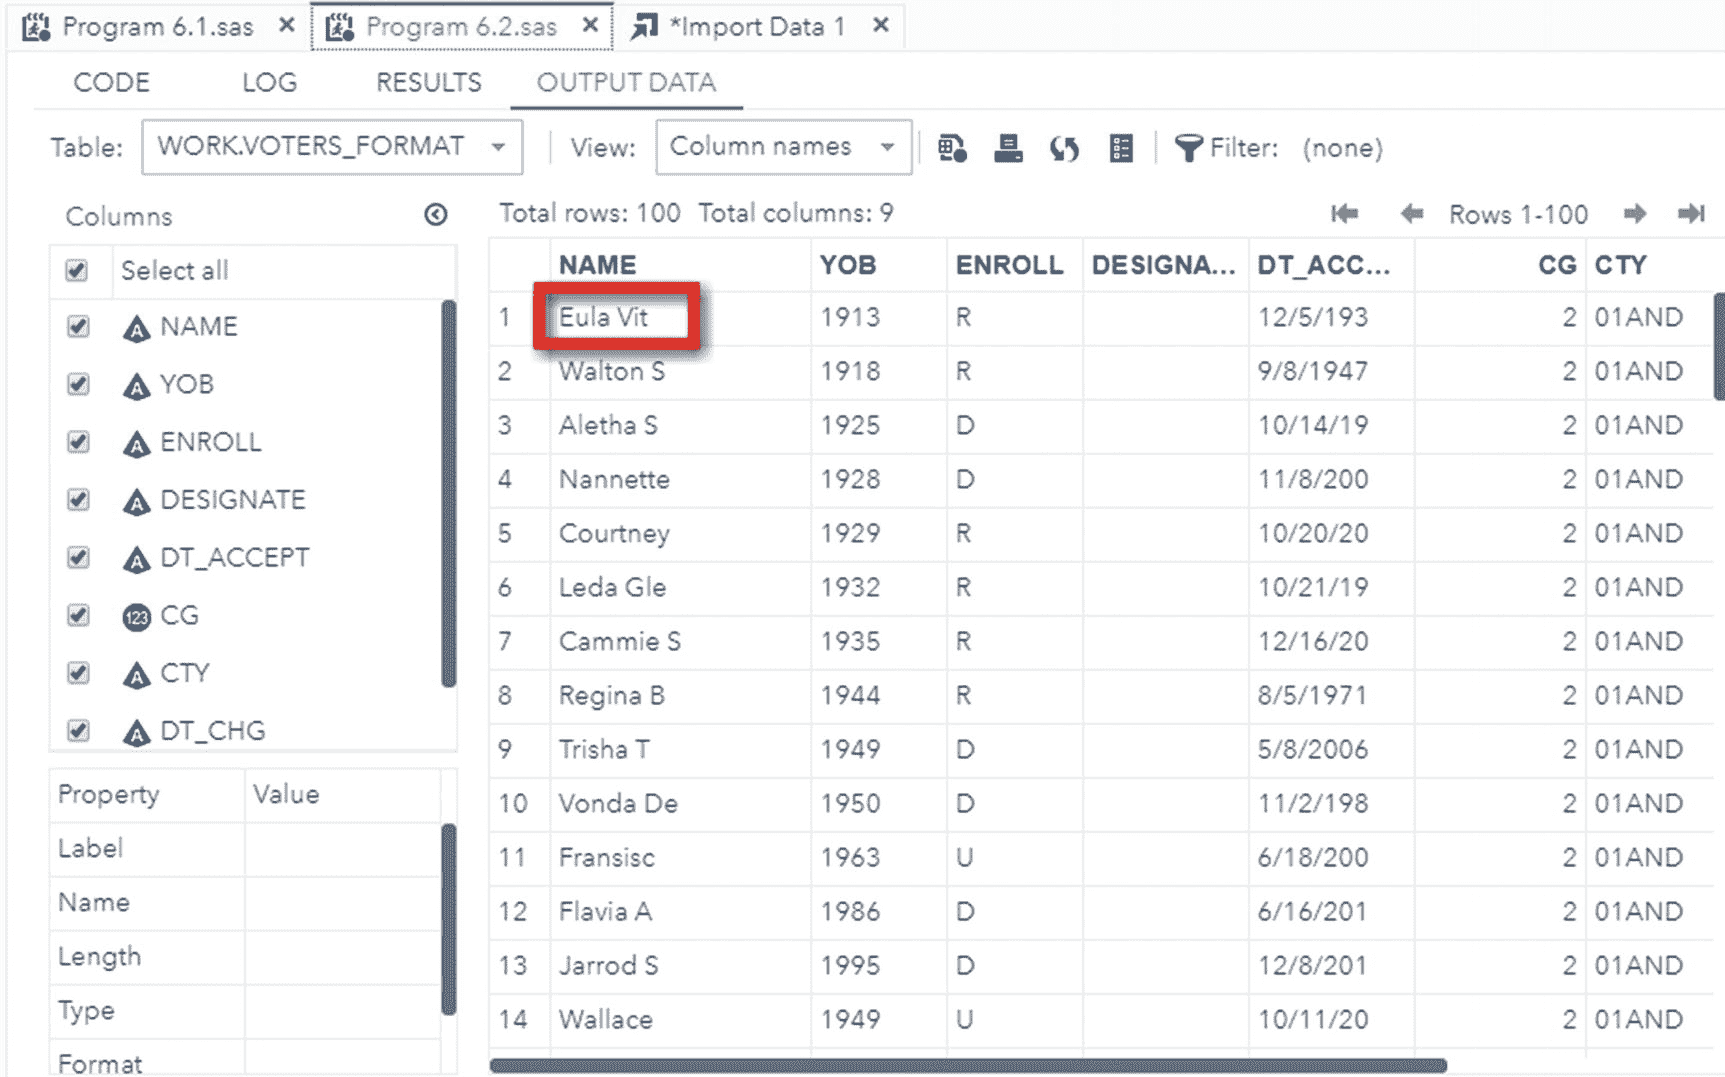 Program 6.1.sas × Program 6.2.sas × *Import Data 1 ×
CODE LOG RESULTS OUTPUT DATA
Table: WORK.VOTERS_FORMAT View: Column names Filter: (none)
Columns
Select all
A NAME
A YOB
A ENROLL
A DESIGNATE
A DT_ACCEPT
123 CG
A CTY
A DT_CHG
Property Value
Label
Name
Length
Type
Format
Total rows: 100 Total columns: 9 Rows 1-100
NAME YOB ENROLL DESIGNA... DT_ACC... CG CTY
1 Eula Vit 1913 R 12/5/193 2 01AND
2 Walton S 1918 R 9/8/1947 2 01AND
3 Aletha S 1925 D 10/14/19 2 01AND
4 Nannette 1928 D 11/8/200 2 01AND
5 Courtney 1929 R 10/20/20 2 01AND
6 Leda Gle 1932 R 10/21/19 2 01AND
7 Cammie S 1935 R 12/16/20 2 01AND
8 Regina B 1944 R 8/5/1971 2 01AND
9 Trisha T 1949 D 5/8/2006 2 01AND
10 Vonda De 1950 D 11/2/198 2 01AND
11 Fransisc 1963 U 6/18/200 2 01AND
12 Flavia A 1986 D 6/16/201 2 01AND
13 Jarrod S 1995 D 12/8/201 2 01AND
14 Wallace 1949 U 10/11/20 2 01AND